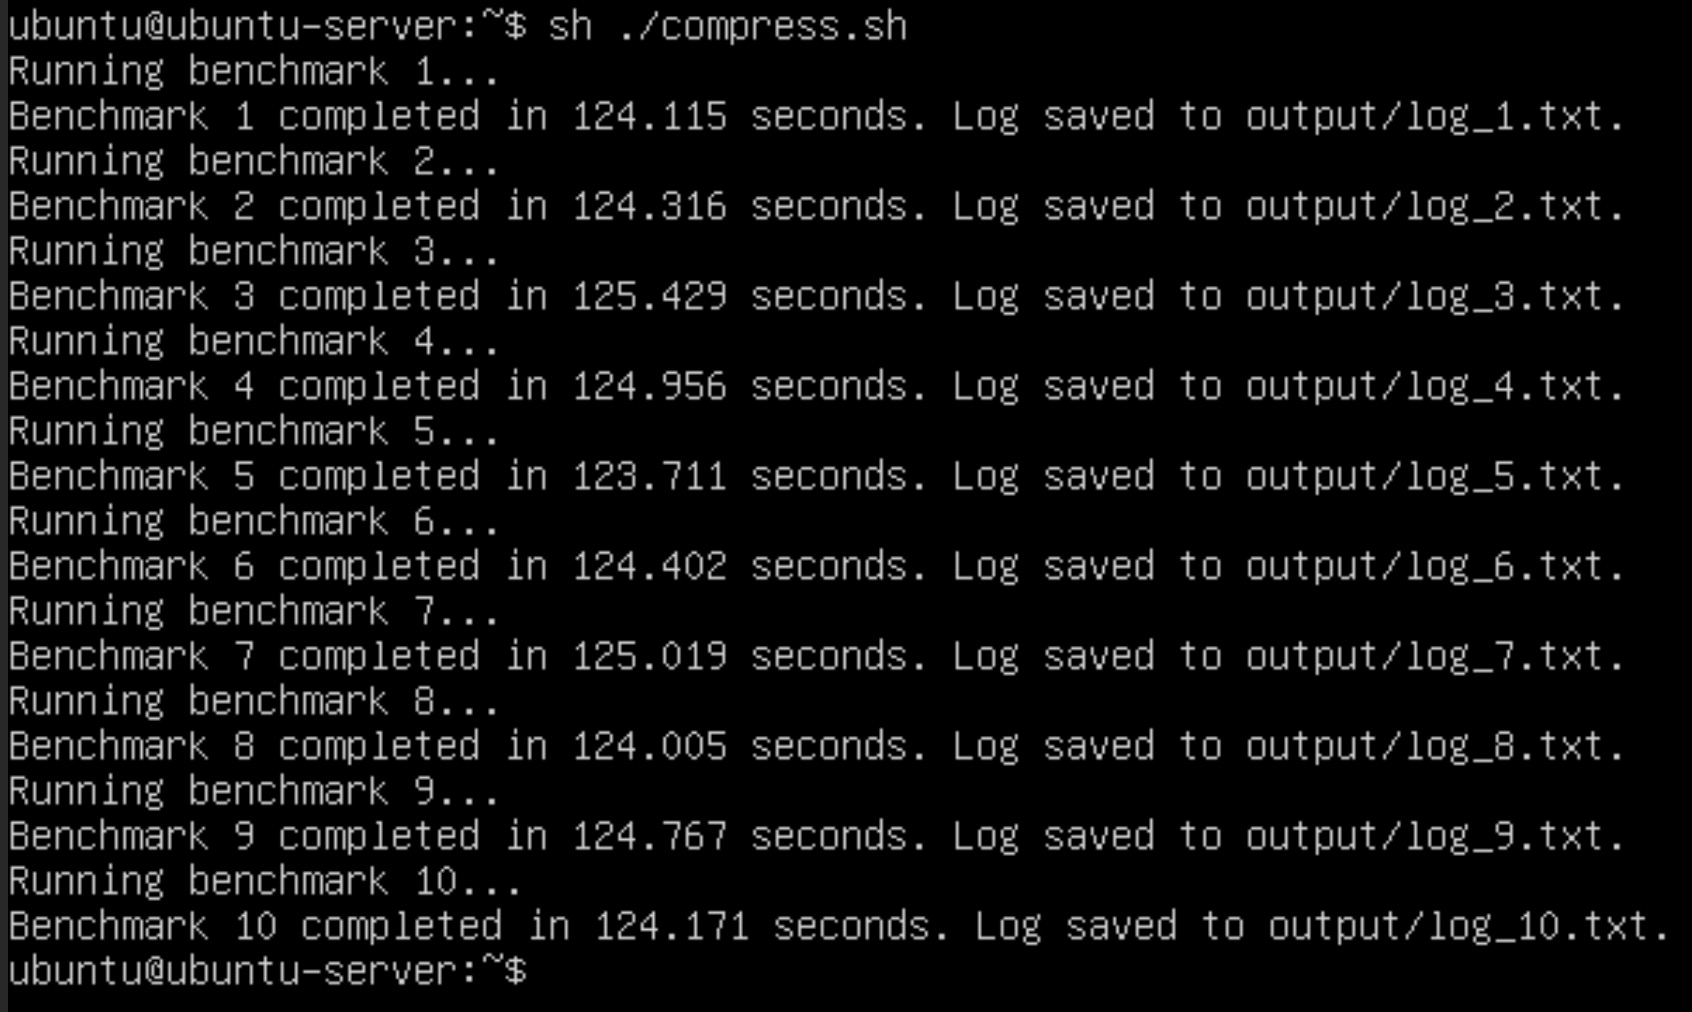 ubuntu@ubuntu-server:~$ sh ./compress.sh
Running benchmark 1...
Benchmark 1 completed in 124.115 seconds. Log saved to output/log_1.txt.
Running benchmark 2...
Benchmark 2 completed in 124.316 seconds. Log saved to output/log_2.txt.
Running benchmark 3...
Benchmark 3 completed in 125.429 seconds. Log saved to output/log_3.txt.
Running benchmark 4...
Benchmark 4 completed in 124.956 seconds. Log saved to output/log_4.txt.
Running benchmark 5...
Benchmark 5 completed in 123.711 seconds. Log saved to output/log_5.txt.
Running benchmark 6...
Benchmark 6 completed in 124.402 seconds. Log saved to output/log_6.txt.
Running benchmark 7...
Benchmark 7 completed in 125.019 seconds. Log saved to output/log_7.txt.
Running benchmark 8...
Benchmark 8 completed in 124.005 seconds. Log saved to output/log_8.txt.
Running benchmark 9...
Benchmark 9 completed in 124.767 seconds. Log saved to output/log_9.txt.
Running benchmark 10...
Benchmark 10 completed in 124.171 seconds. Log saved to output/log_10.txt.
ubuntu@ubuntu-server:~$